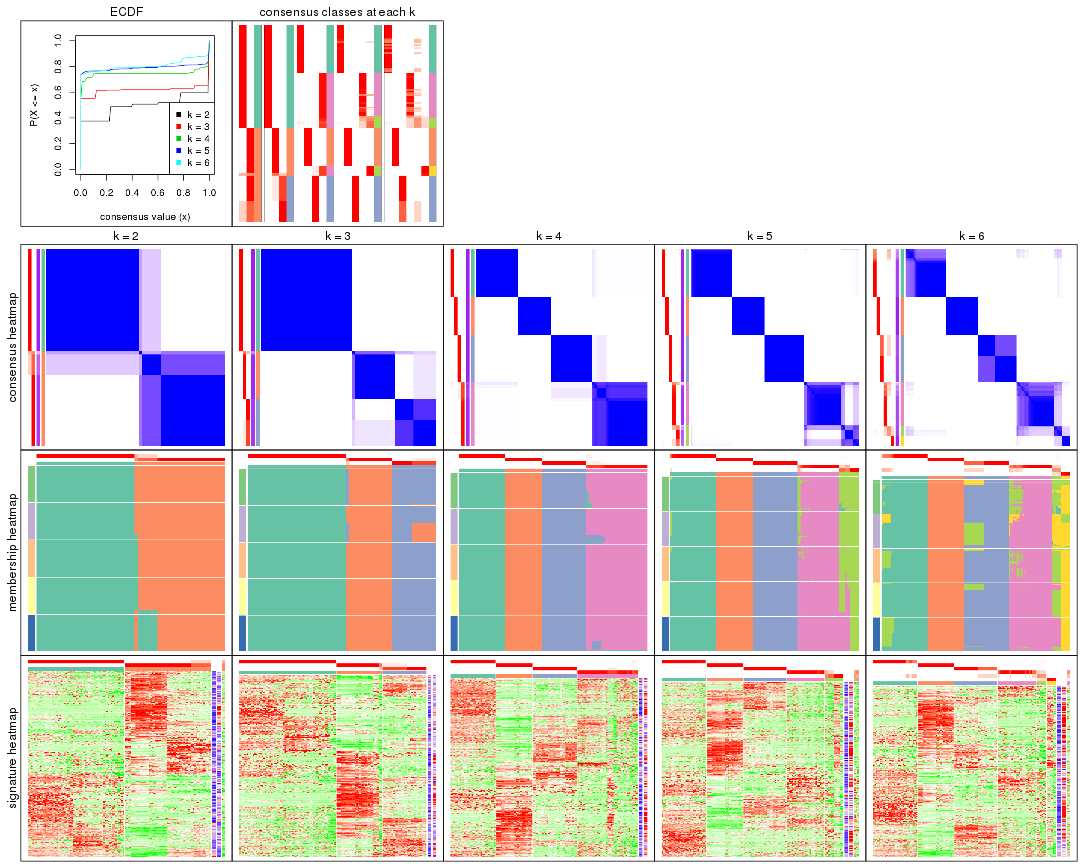 ECDF
consensus classes at each k
P(X <= x)
0.0 0.2 0.4 0.6 0.8 1.0
k = 2
k = 3
k = 4
k = 5
k = 6
0.0 0.2 0.4 0.6 0.8 1.0
consensus value (x)
k = 2
k = 3
k = 4
k = 5
k = 6
consensus heatmap
membership heatmap
signature heatmap